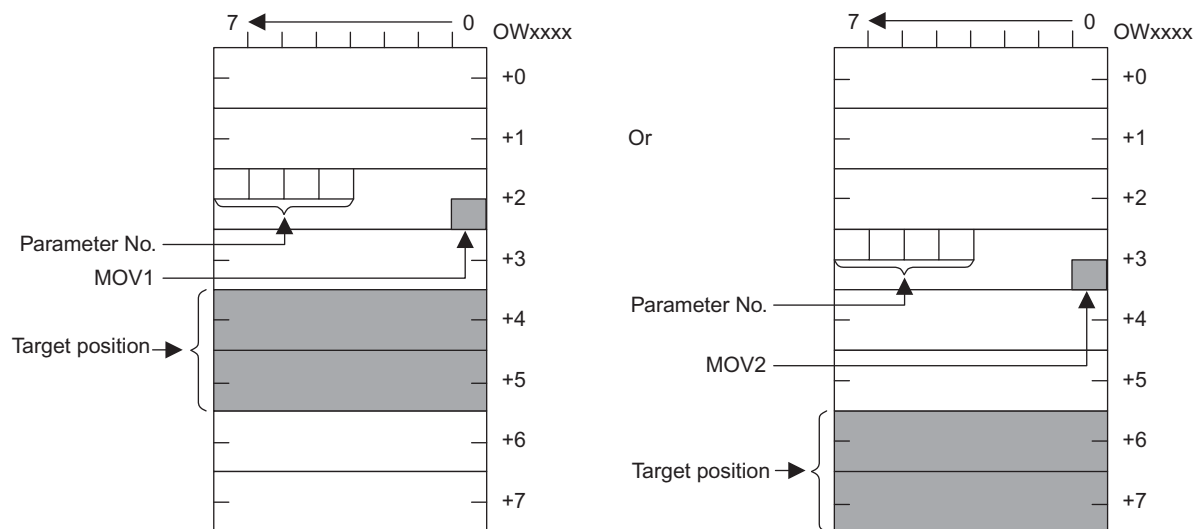 7 0 OWxxxx
+0
+1
+2
Parameter No.
+3
MOV1
+4
Target position
+5
+6
+7
Or
7 0 OWxxxx
+0
+1
+2
+3
Parameter No.
+4
MOV2
+5
+6
Target position
+7